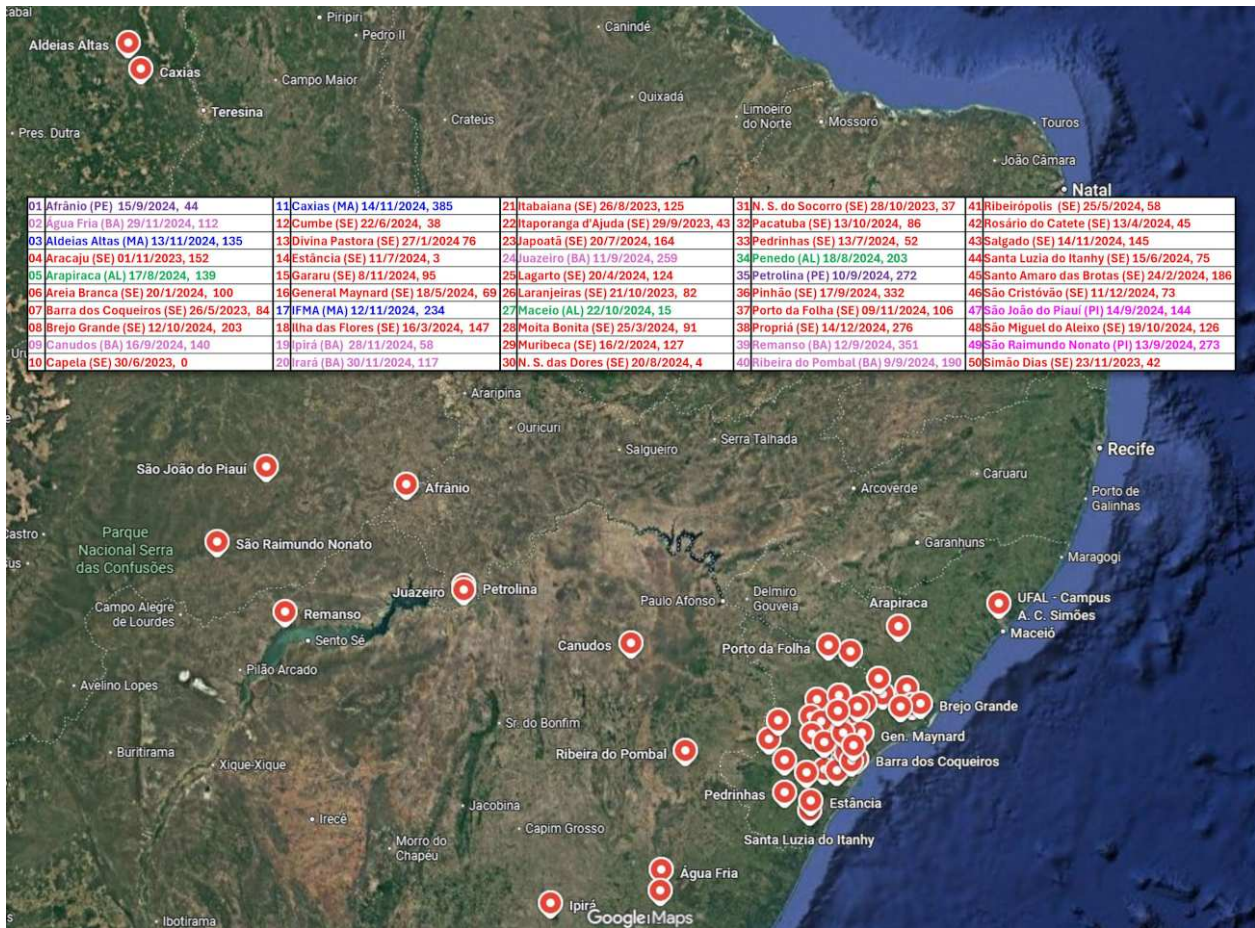 cabal
Piripiri
Canindé
Aldeias Altas
Pedro II
Caxias
Campo Maior
Quixadá
Teresina
Limoeiro
do Norte
Mossoró
Touros
Pres. Dutra
Crateús
João Câmara
Natal
01 Afrânio (PE) 15/9/2024, 44
02 Água Fria (BA) 29/11/2024, 112
03 Aldeias Altas (MA) 13/11/2024, 135
04 Aracaju (SE) 01/11/2023, 152
05 Arapiraca (AL) 17/8/2024, 139
06 Areia Branca (SE) 20/1/2024, 100
07 Barra dos Coqueiros (SE) 26/5/2023, 84
08 Brejo Grande (SE) 12/10/2024, 203
09 Canudos (BA) 16/9/2024, 140
10 Capela (SE) 30/6/2023, 0
11 Caxias (MA) 14/11/2024, 385
12 Cumbe (SE) 22/6/2024, 38
13 Divina Pastora (SE) 27/1/2024 76
14 Estância (SE) 11/7/2024, 3
15 Gararu (SE) 8/11/2024, 95
16 General Maynard (SE) 18/5/2024, 69
17 IFMA (MA) 12/11/2024, 234
18 Ilha das Flores (SE) 16/3/2024, 147
19 Ipirá (BA) 28/11/2024, 58
20 Irará (BA) 30/11/2024, 117
21 Itabaiana (SE) 26/8/2023, 125
22 Itaporanga d'Ajuda (SE) 29/9/2023, 43
23 Japoatã (SE) 20/7/2024, 164
24 Juazeiro (BA) 11/9/2024, 259
25 Lagarto (SE) 20/4/2024, 124
26 Laranjeiras (SE) 21/10/2023, 82
27 Maceio (AL) 22/10/2024, 15
28 Moita Bonita (SE) 25/3/2024, 91
29 Muribeca (SE) 16/2/2024, 127
30 N. S. das Dores (SE) 20/8/2024, 4
31 N. S. do Socorro (SE) 28/10/2023, 37
32 Pacatuba (SE) 13/10/2024, 86
33 Pedrinhas (SE) 13/7/2024, 52
34 Penedo (AL) 18/8/2024, 203
35 Petrolina (PE) 10/9/2024, 272
36 Pinhão (SE) 17/9/2024, 332
37 Porto da Folha (SE) 09/11/2024, 106
38 Propriá (SE) 14/12/2024, 276
39 Remanso (BA) 12/9/2024, 351
40 Ribeira do Pombal (BA) 9/9/2024, 190
41 Ribeirópolis (SE) 25/5/2024, 58
42 Rosário do Catete (SE) 13/4/2024, 45
43 Salgado (SE) 14/11/2024, 145
44 Santa Luzia do Itanhy (SE) 15/6/2024, 75
45 Santo Amaro das Brotas (SE) 24/2/2024, 186
46 São Cristóvão (SE) 11/12/2024, 73
47 São João do Piauí (PI) 14/9/2024, 144
48 São Miguel do Aleixo (SE) 19/10/2024, 126
49 São Raimundo Nonato (PI) 13/9/2024, 273
50 Simão Dias (SE) 23/11/2023, 42
Araripina
Ouricuri
Salgueiro
Serra Talhada
Recife
São João do Piauí
Afrânio
Arcoverde
Caruaru
Porto de
Galinhas
Castro
Parque
Nacional Serra
das Confusões
São Raimundo Nonato
Garanhuns
Maragogi
Juazeiro
Petrolina
Campo Alegre
de Lourdes
Remanso
Sento Sé
Paulo Afonso
Delmiro
Gouveia
Arapiraca
UFAL - Campus
A. C. Simões
Maceió
Canudos
Porto da Folha
Pilão Arcado
Avelino Lopes
Brejo Grande
Sr. do Bonfim
Gen. Maynard
Buritirama
Xique-Xique
Ribeira do Pombal
Barra dos Coqueiros
Pedrinhas
Estância
Jacobina
Irecê
Capim Grosso
Morro do
Chapéu
Santa Luzia do Itanhy
Água Fria
Ipirá
Google Maps
Ibotirama